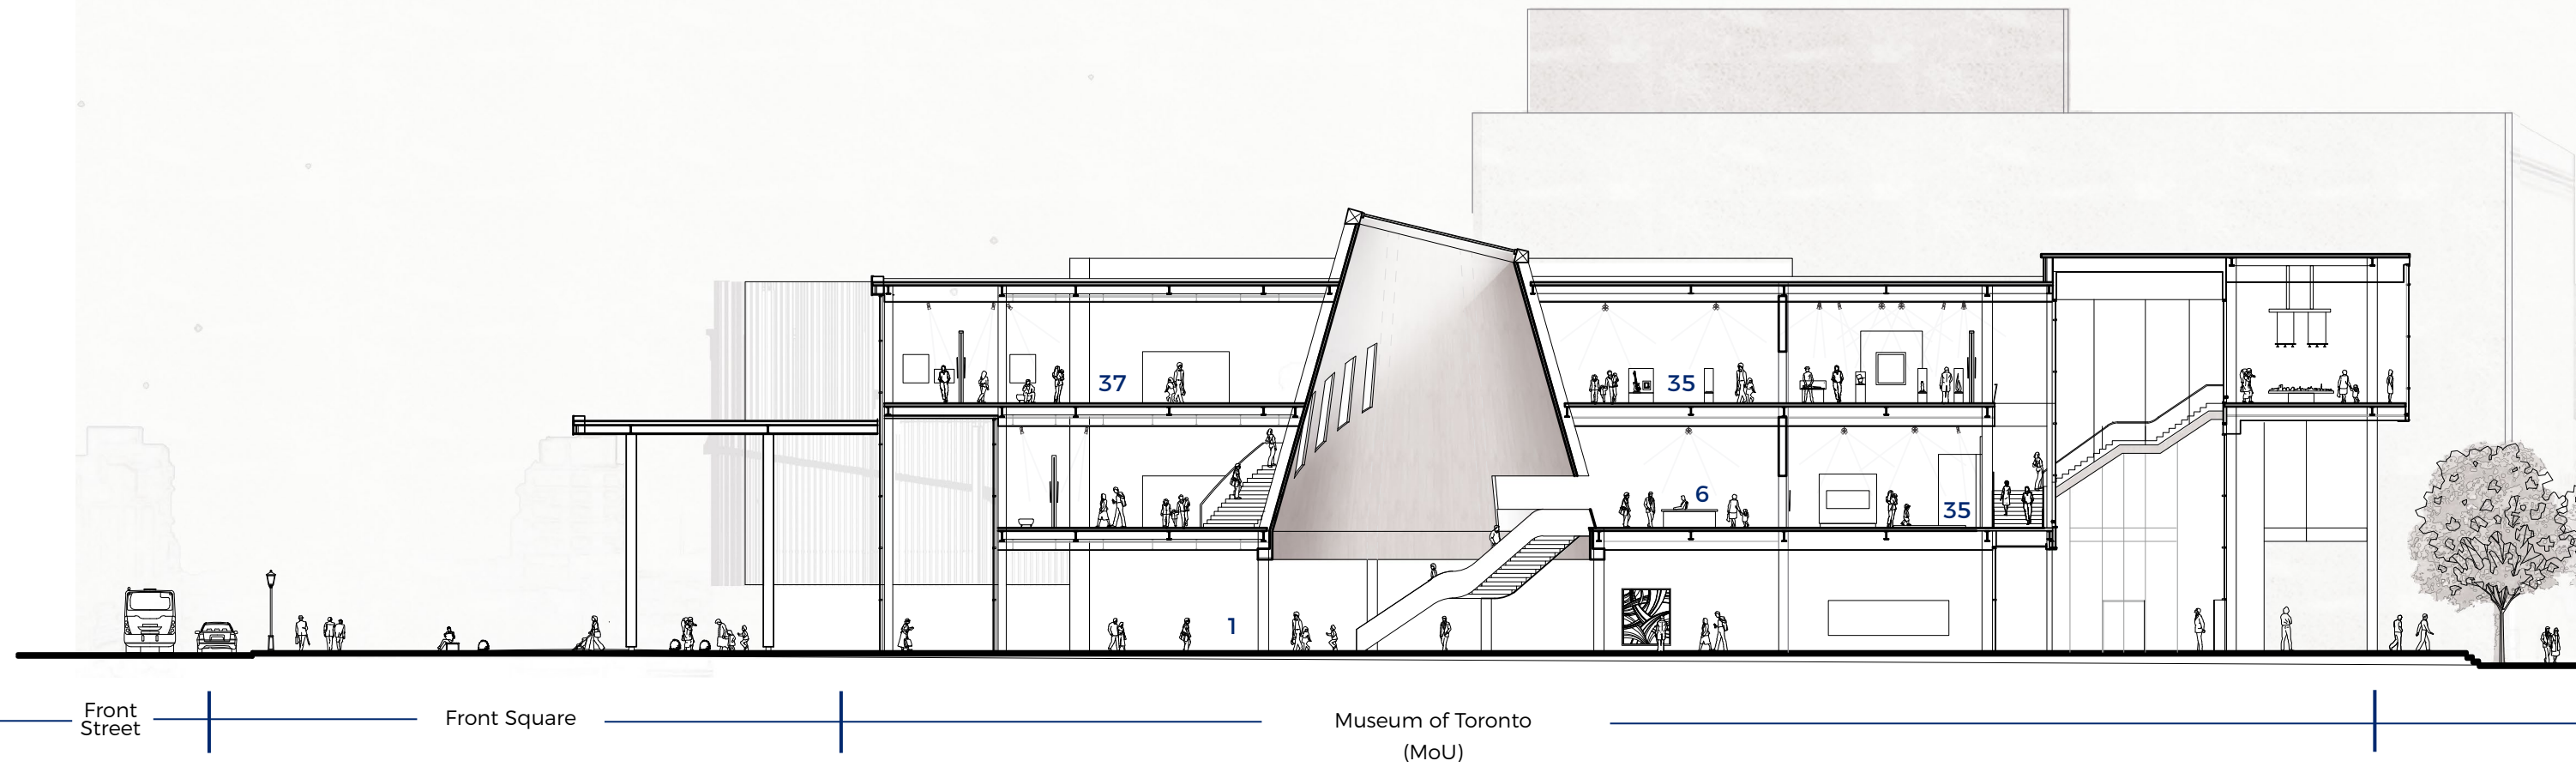 37
35
6
35
1
Front
Street
Front Square
Museum of Toronto
(MoU)